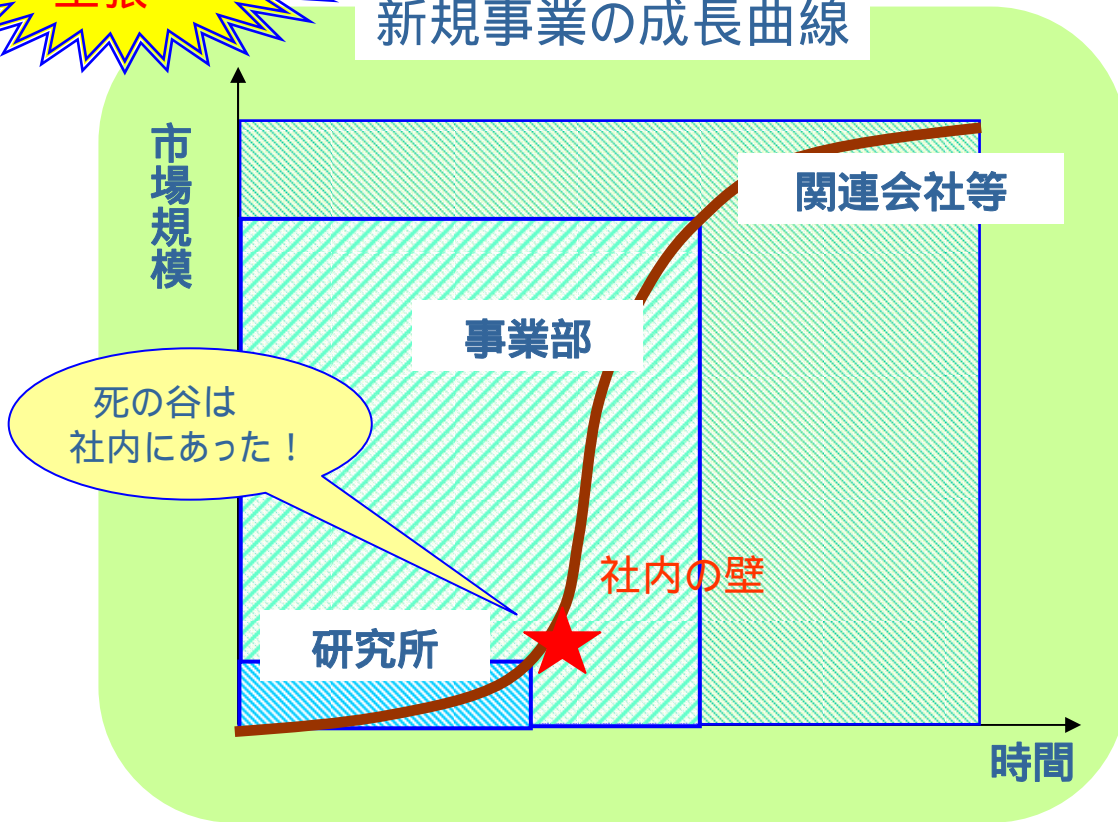 新規事業の成長曲線
市場規模
関連会社等
事業部
死の谷は
社内にあった！
社内の壁
研究所
時間